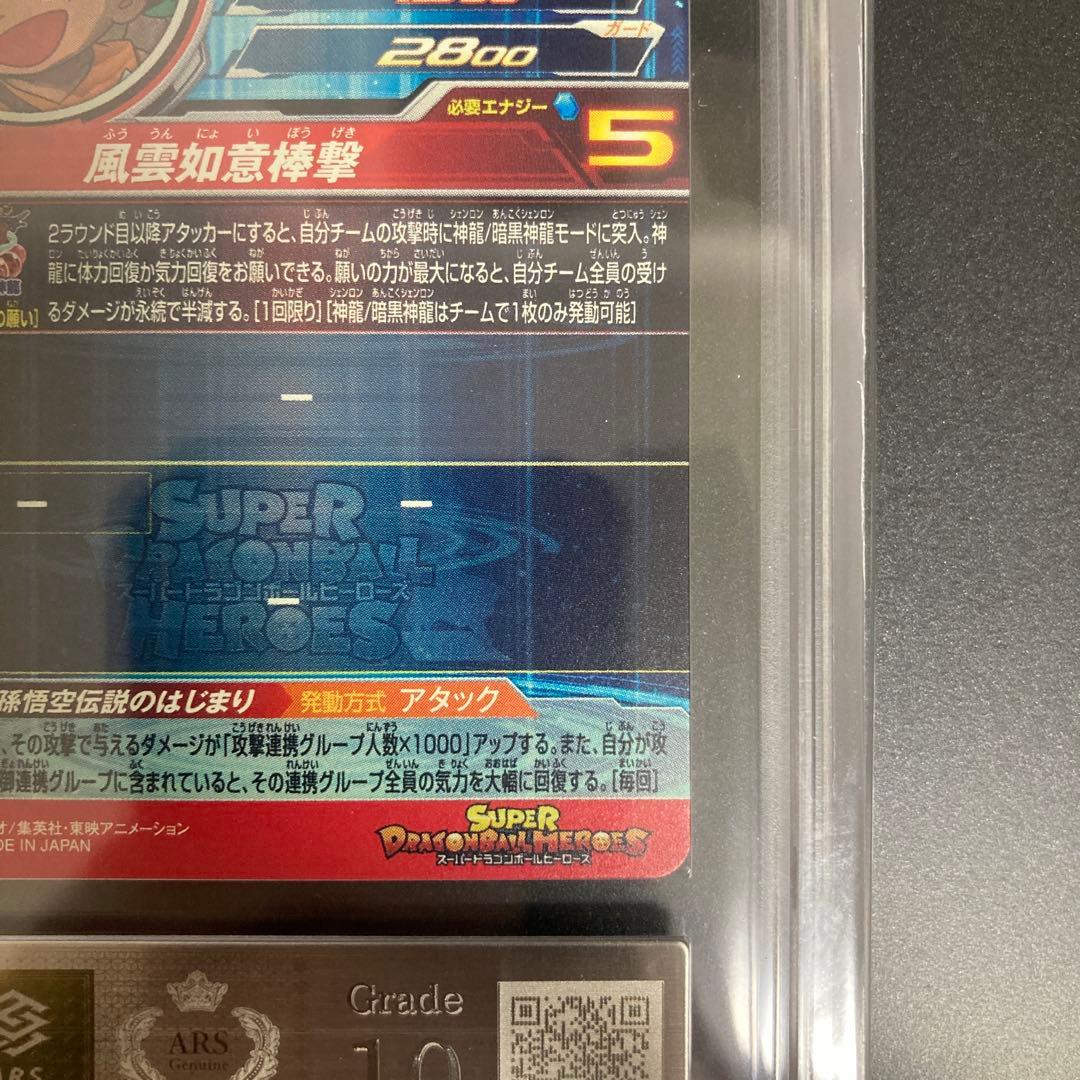 ガード
2800
必要エナジー 5
ふううんにょいぼうげき
風雲如意棒撃
2ラウンド目以降アタッカーにすると、自分チームの攻撃時に神龍/暗黒神龍モードに突入。神
龍に体力回復か気力回復をお願いできる。願いの力が最大になると、自分チーム全員の受け
の願い] るダメージが永続で半減する。[1回限り][神龍/暗黒神龍はチームで1枚のみ発動可能]
ー
ー ー
SUPER
DRAGONBALL
スーパードラゴンボールヒーローズ
HEROES
ー
孫悟空伝説のはじまり 発動方式 アタック
、その攻撃で与えるダメージが「攻撃連携グループ人数×1000」アップする。また、自分が攻
御連携グループに含まれていると、その連携グループ全員の気力を大幅に回復する。[毎回]
オ/集英社・東映アニメーション
DE IN JAPAN
SUPER
DRAGONBALL HEROES
スーパードラゴンボールヒーローズ
ARS
Genuine
Grade
10
ARS